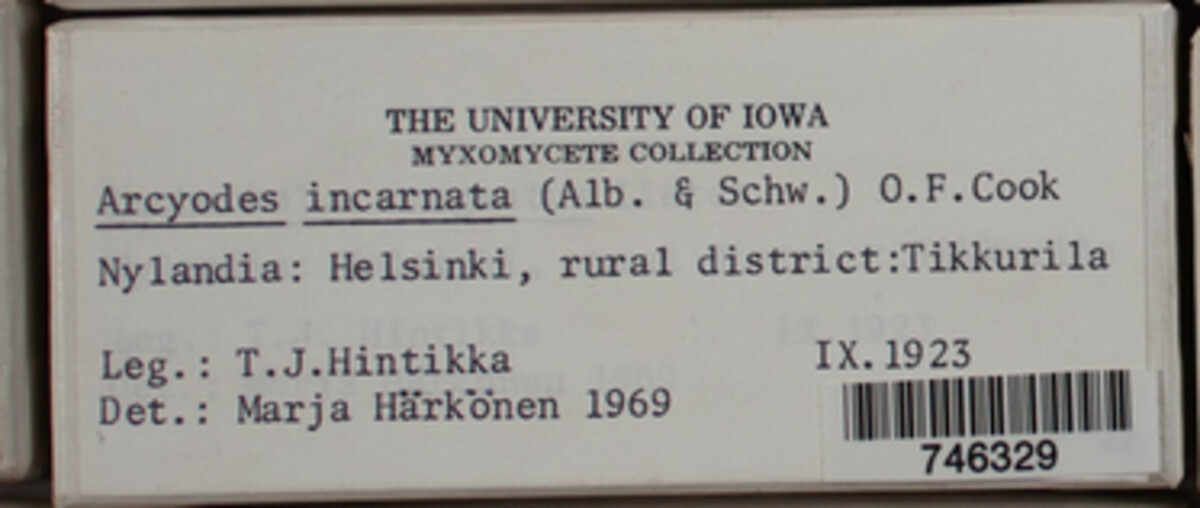 THE UNIVERSITY OF IOWA
MYXOMYCETE COLLECTION
Arcyodes incarnata (Alb. & Schw.) O.F.Cook
Nylandia: Helsinki, rural district:Tikkurila
Leg.: T.J.Hintikka IX.1923
Det.: Marja Härkönen 1969
746329